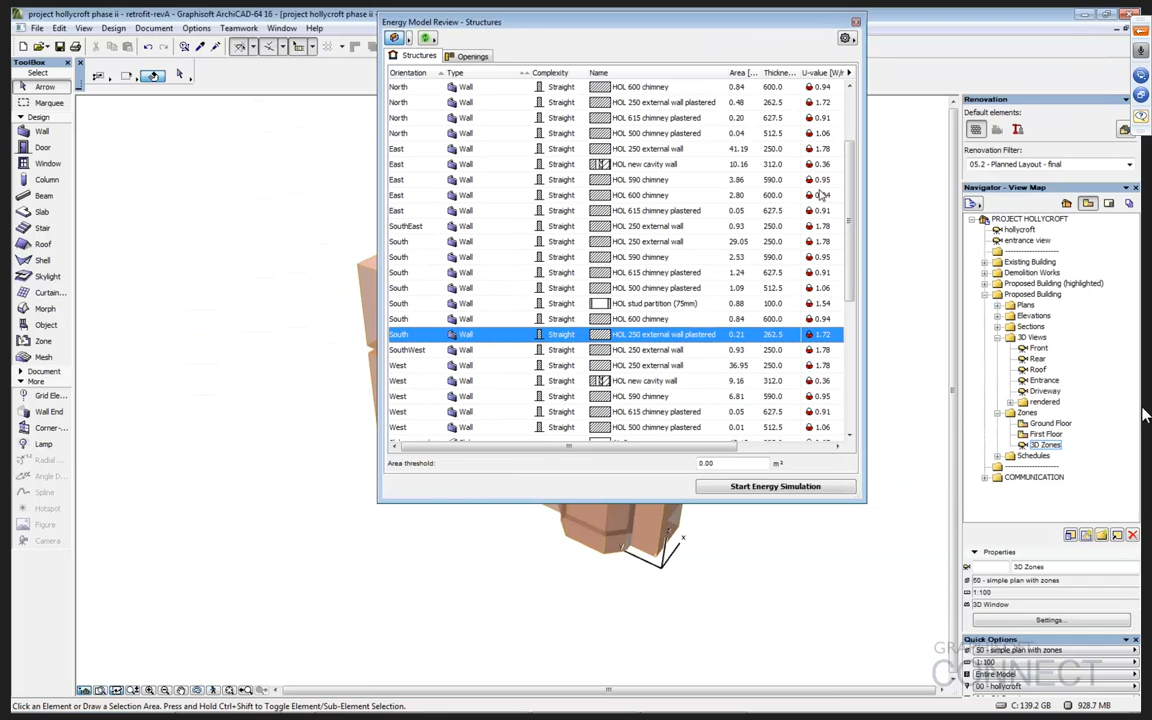 project hollycroft phase ii - retrofit-revA - Graphisoft ArchiCAD-64 16 - [project hollycroft p
File Edit View Design Document Options Teamwork Window Help
Energy Model Review - Structures
Structures Openings
Orientation Type Complexity Name Area [... Thickne... U-value [W/r
North Wall Straight HOL 600 chimney 0.84 600.0 0.94
North Wall Straight HOL 250 external wall plastered 0.48 262.5 1.72
North Wall Straight HOL 615 chimney plastered 0.20 627.5 0.91
North Wall Straight HOL 500 chimney plastered 0.04 512.5 1.06
East Wall Straight HOL 250 external wall 41.19 250.0 1.78
East Wall Straight HOL new cavity wall 10.16 312.0 0.36
East Wall Straight HOL 590 chimney 3.86 590.0 0.95
East Wall Straight HOL 600 chimney 2.80 600.0
East Wall Straight HOL 615 chimney plastered 0.05 627.5 0.91
SouthEast Wall Straight HOL 250 external wall 0.93 250.0 1.78
South Wall Straight HOL 250 external wall 29.05 250.0 1.78
South Wall Straight HOL 590 chimney 2.53 590.0 0.95
South Wall Straight HOL 615 chimney plastered 1.24 627.5 0.91
South Wall Straight HOL 500 chimney plastered 1.09 512.5 1.06
South Wall Straight HOL stud partition (75mm) 0.88 100.0 1.54
South Wall Straight HOL 600 chimney 0.84 600.0 0.94
South Wall Straight HOL 250 external wall plastered 0.21 262.5 1.72
SouthWest Wall Straight HOL 250 external wall 0.93 250.0 1.78
West Wall Straight HOL 250 external wall 36.95 250.0 1.78
West Wall Straight HOL new cavity wall 9.16 312.0 0.36
West Wall Straight HOL 590 chimney 6.81 590.0 0.95
West Wall Straight HOL 615 chimney plastered 0.05 627.5 0.91
West Wall Straight HOL 500 chimney plastered 0.01 512.5 1.06
Area threshold: 0.00 m²
Start Energy Simulation
ToolBox
Select
Arrow
Marquee
Design
Wall
Door
Window
Column
Beam
Slab
Stair
Roof
Shell
Skylight
Curtain...
Morph
Object
Zone
Mesh
Document
More
Grid Ele...
Wall End
Corner-...
Lamp
Radial ...
Angle D...
Spline
Hotspot
Figure
Camera
x
y
z
Renovation
Default elements:
Renovation Filter:
05.2 - Planned Layout - final
Navigator - View Map
PROJECT HOLLYCROFT
hollycroft
entrance view
--------------------
Existing Building
Demolition Works
Proposed Building (highlighted)
Proposed Building
Plans
Elevations
Sections
3D Views
Front
Rear
Roof
Entrance
Driveway
rendered
Zones
Ground Floor
First Floor
3D Zones
Schedules
--------------------
COMMUNICATION
Properties
3D Zones
50 - simple plan with zones
1:100
3D Window
Settings...
Quick Options
50 - simple plan with zones
1:100
Entire Model
00 - hollycroft
GRAPHISOFT
CONNECT
Click an Element or Draw a Selection Area. Press and Hold Ctrl+Shift to Toggle Element/Sub-Element Selection.
C: 139.2 GB
928.7 MB